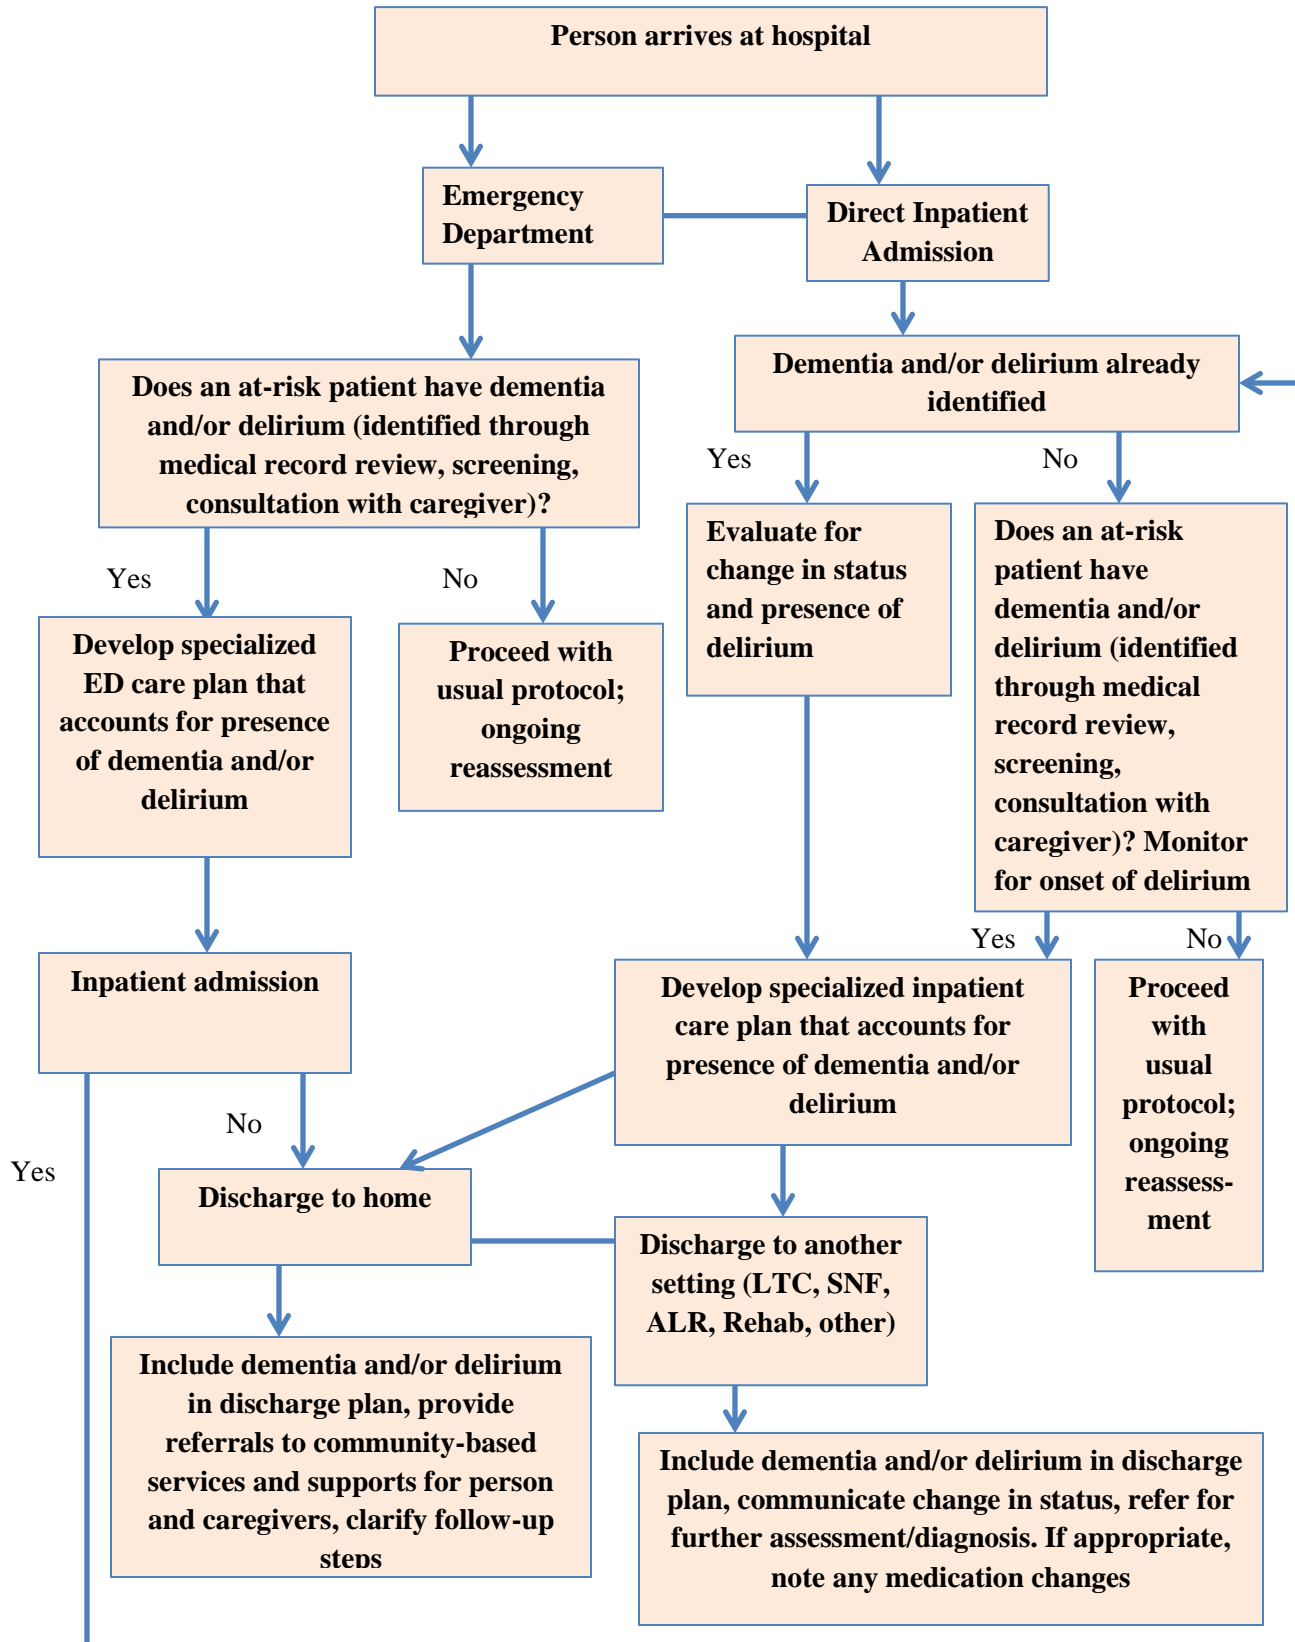 Person arrives at hospital
Emergency
Department
Direct Inpatient
Admission
Does an at-risk patient have dementia
and/or delirium (identified through
medical record review, screening,
consultation with caregiver)?
Dementia and/or delirium already
identified
Yes
No
Yes
No
Develop specialized
ED care plan that
accounts for presence
of dementia and/or
delirium
Proceed with
usual protocol;
ongoing
reassessment
Evaluate for
change in status
and presence of
delirium
Does an at-risk
patient have
dementia and/or
delirium (identified
through medical
record review,
screening,
consultation with
caregiver)? Monitor
for onset of delirium
Yes
No
Inpatient admission
Develop specialized inpatient
care plan that accounts for
presence of dementia and/or
delirium
Proceed
with
usual
protocol;
ongoing
reassess-
ment
No
Yes
Discharge to home
Discharge to another
setting (LTC, SNF,
ALR, Rehab, other)
Include dementia and/or delirium
in discharge plan, provide
referrals to community-based
services and supports for person
and caregivers, clarify follow-up
steps
Include dementia and/or delirium in discharge
plan, communicate change in status, refer for
further assessment/diagnosis. If appropriate,
note any medication changes